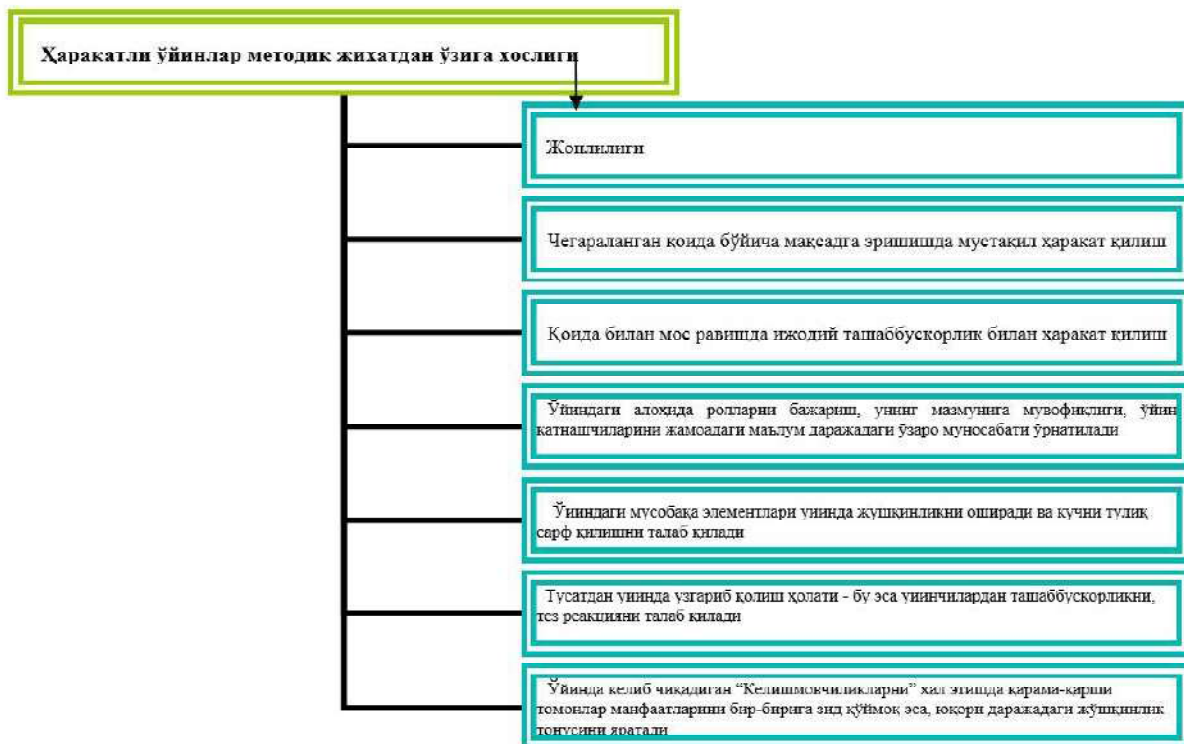 Ҳаракатли ўйинлар методик жихатдан ўзига хослиги
Жонлилиги
Чегараланган қоида бўйича мақсадга эришишда мустақил ҳаракат қилиш
Қоида билан мос равишда ижодий ташаббускорлик билан харакат қилиш
Ўйиндаги алоҳида ролларни бажариш, унинг мазмунига мувофиқлиги, ўйин
қатнашчиларини жамоадаги маълум даражадаги ўзаро муносабати ўрнатилади
Ўйиндаги мусобақа элементлари уйинда жушқинликни оширади ва кучни тулиқ
сарф қилишни талаб қилади
Тусатдан уйинда узгариб қолиш ҳолати - бу эса уйинчилардан ташаббускорликни,
тез реакцияни талаб қилади
Ўйинда келиб чиқадиган “Келишмовчиликларни” хал этишда қарама-қарши
томонлар манфаатларини бир-бирига зид қўймоқ эса, юқори даражадаги жўшқинлик
тонусини яратади